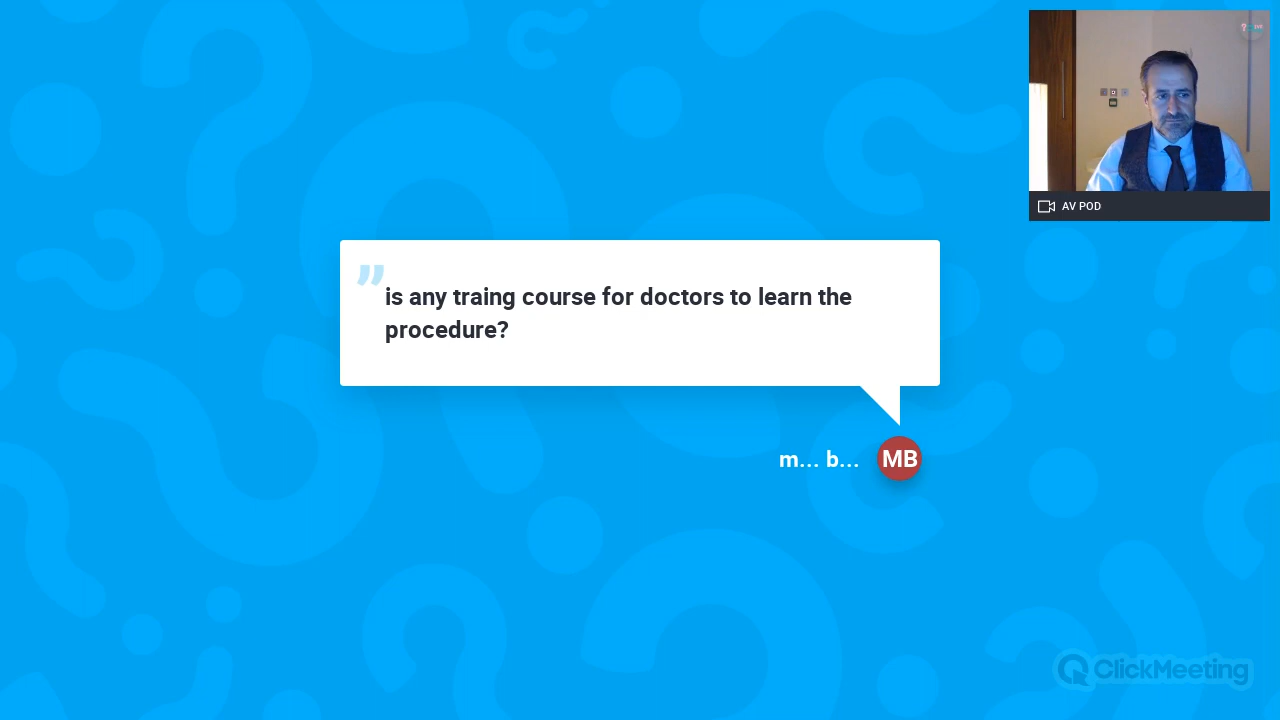 AV POD
is any traing course for doctors to learn the
procedure?
m... b...
MB
ClickMeeting